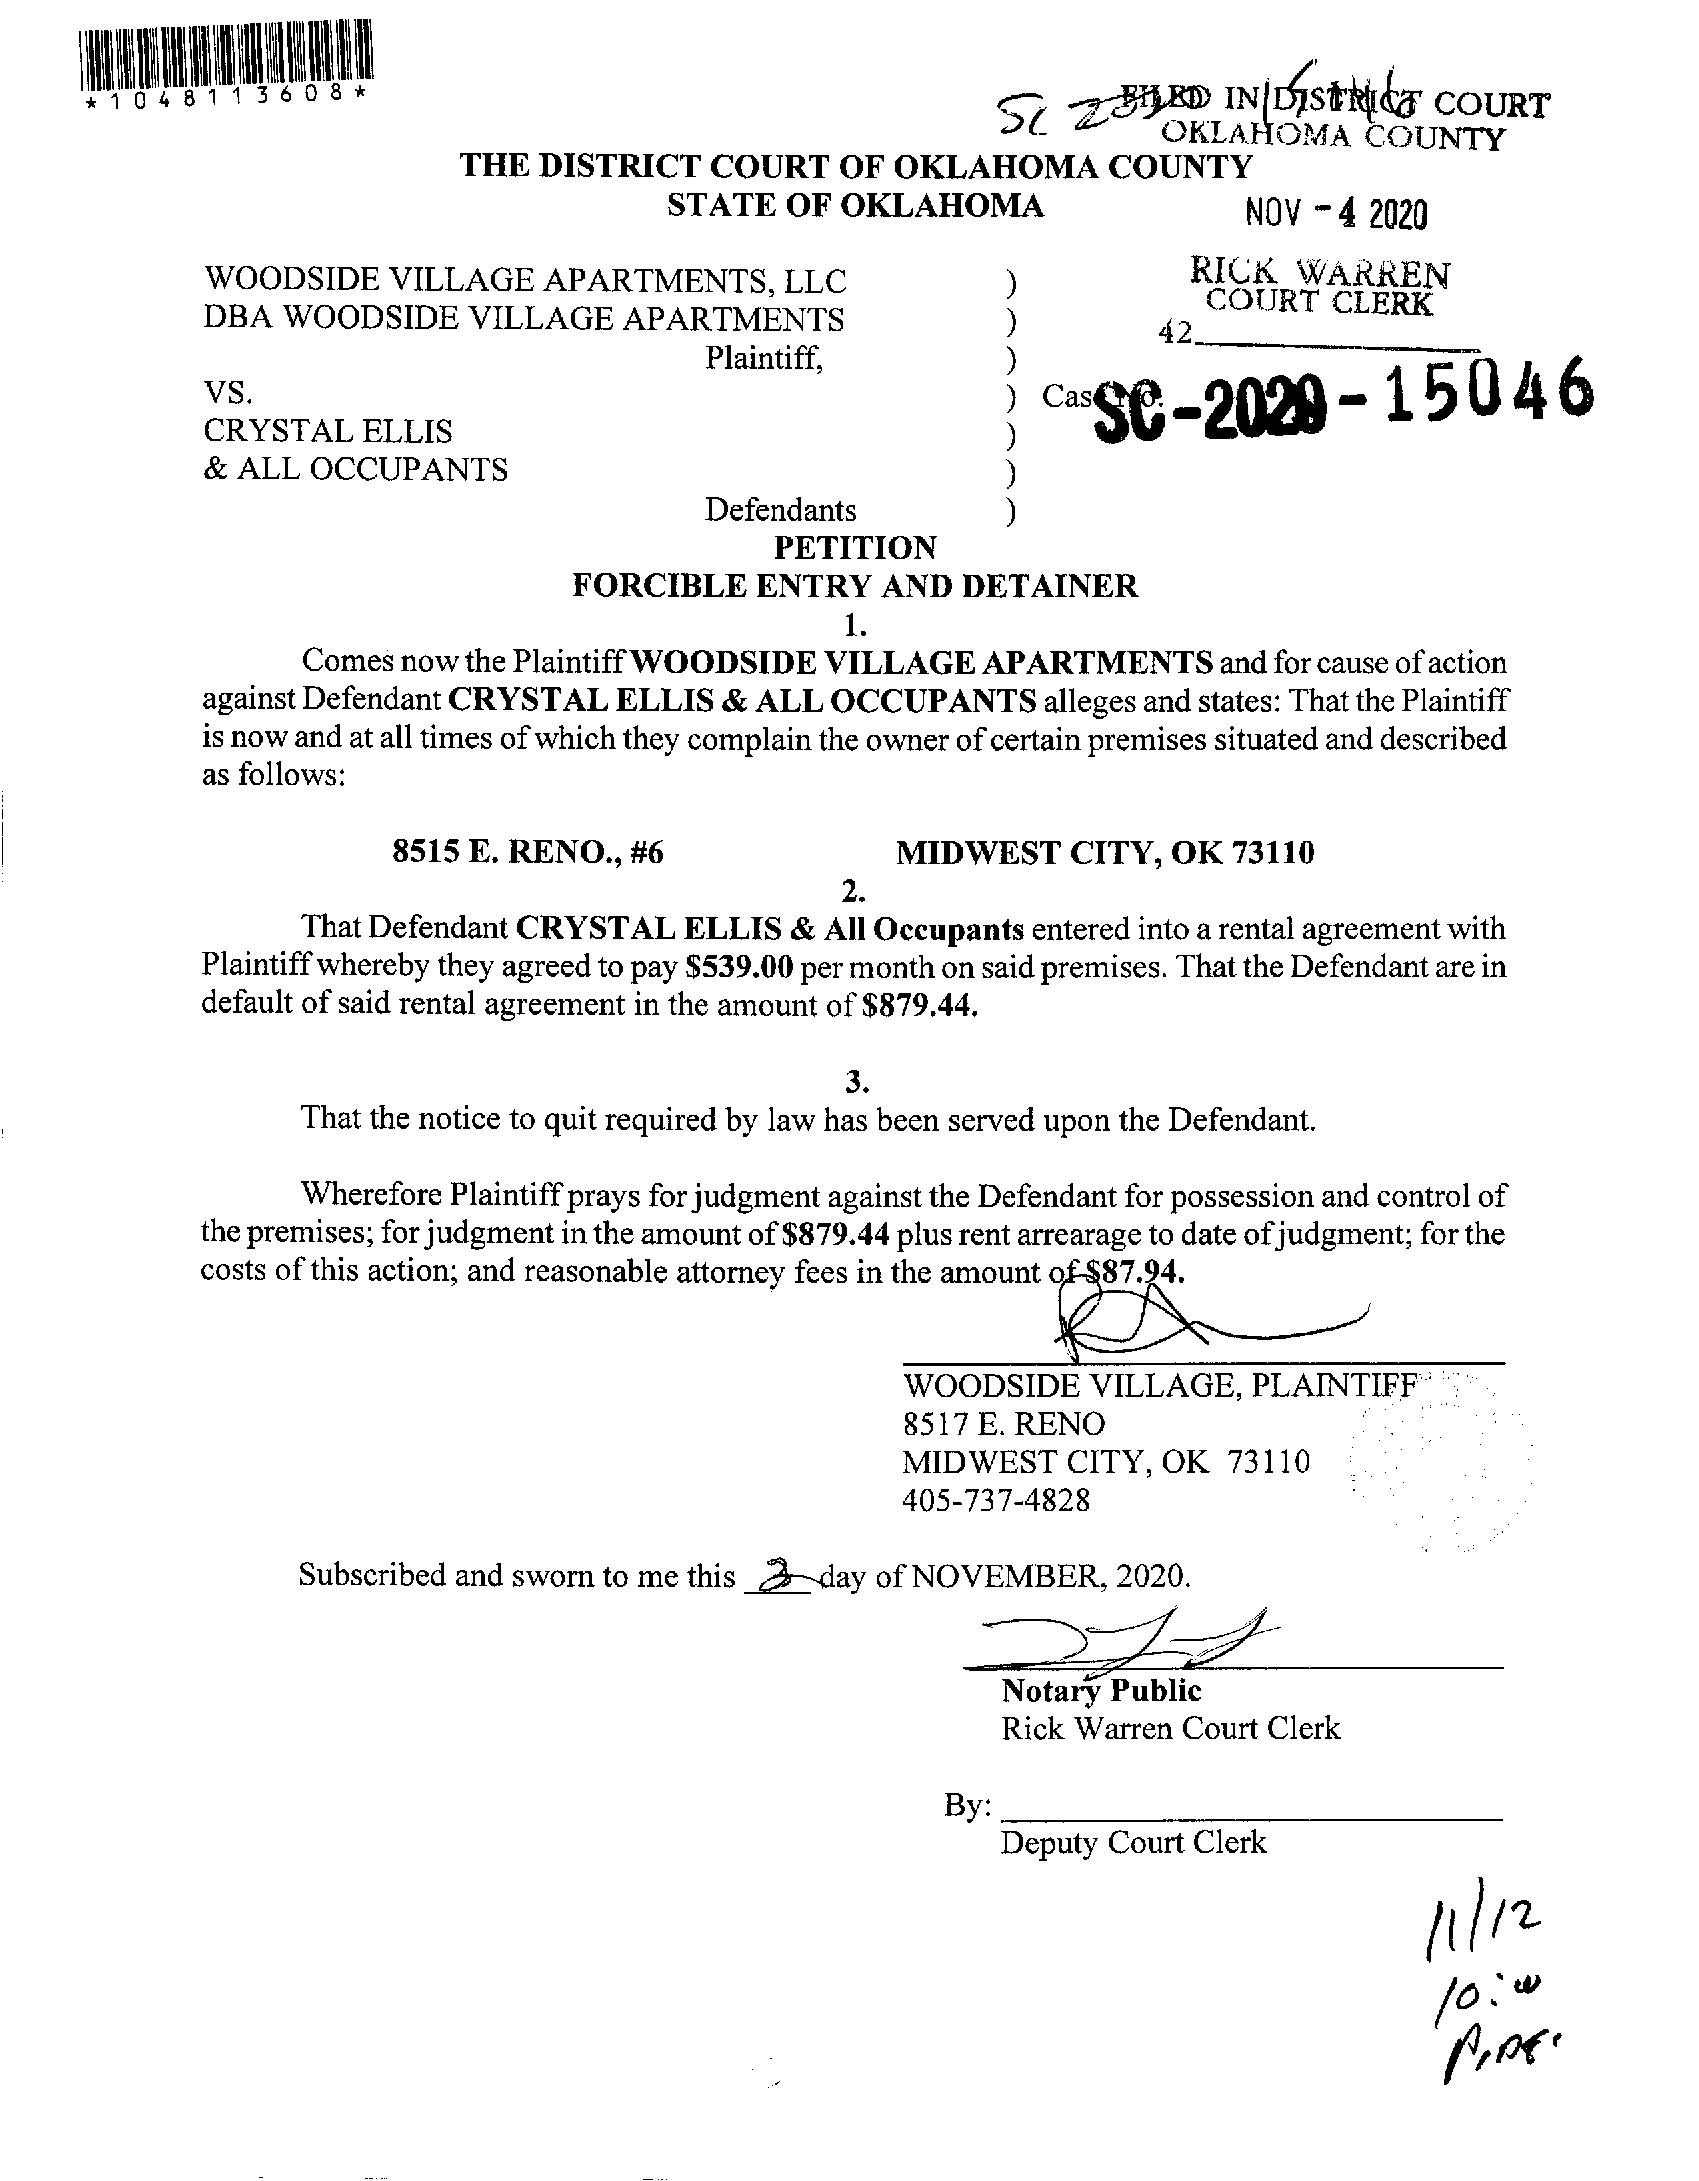 *1048113608*
SC
FILED IN DISTRICT COURT
OKLAHOMA COUNTY
THE DISTRICT COURT OF OKLAHOMA COUNTY
STATE OF OKLAHOMA
NOV -4 2020
WOODSIDE VILLAGE APARTMENTS, LLC )
DBA WOODSIDE VILLAGE APARTMENTS )
Plaintiff, )
RICK WARREN
COURT CLERK
42
VS. ) Case No.
SC-2020-15046
CRYSTAL ELLIS )
& ALL OCCUPANTS )
Defendants )
PETITION
FORCIBLE ENTRY AND DETAINER
1.
Comes now the Plaintiff WOODSIDE VILLAGE APARTMENTS and for cause of action
against Defendant CRYSTAL ELLIS & ALL OCCUPANTS alleges and states: That the Plaintiff
is now and at all times of which they complain the owner of certain premises situated and described
as follows:
8515 E. RENO., #6 MIDWEST CITY, OK 73110
2.
That Defendant CRYSTAL ELLIS & All Occupants entered into a rental agreement with
Plaintiff whereby they agreed to pay $539.00 per month on said premises. That the Defendant are in
default of said rental agreement in the amount of $879.44.
3.
That the notice to quit required by law has been served upon the Defendant.
Wherefore Plaintiff prays for judgment against the Defendant for possession and control of
the premises; for judgment in the amount of $879.44 plus rent arrearage to date of judgment; for the
costs of this action; and reasonable attorney fees in the amount of $87.94.
WOODSIDE VILLAGE, PLAINTIFF
8517 E. RENO
MIDWEST CITY, OK 73110
405-737-4828
Subscribed and sworn to me this day of NOVEMBER, 2020.
Notary Public
Rick Warren Court Clerk
By:
Deputy Court Clerk
11/12